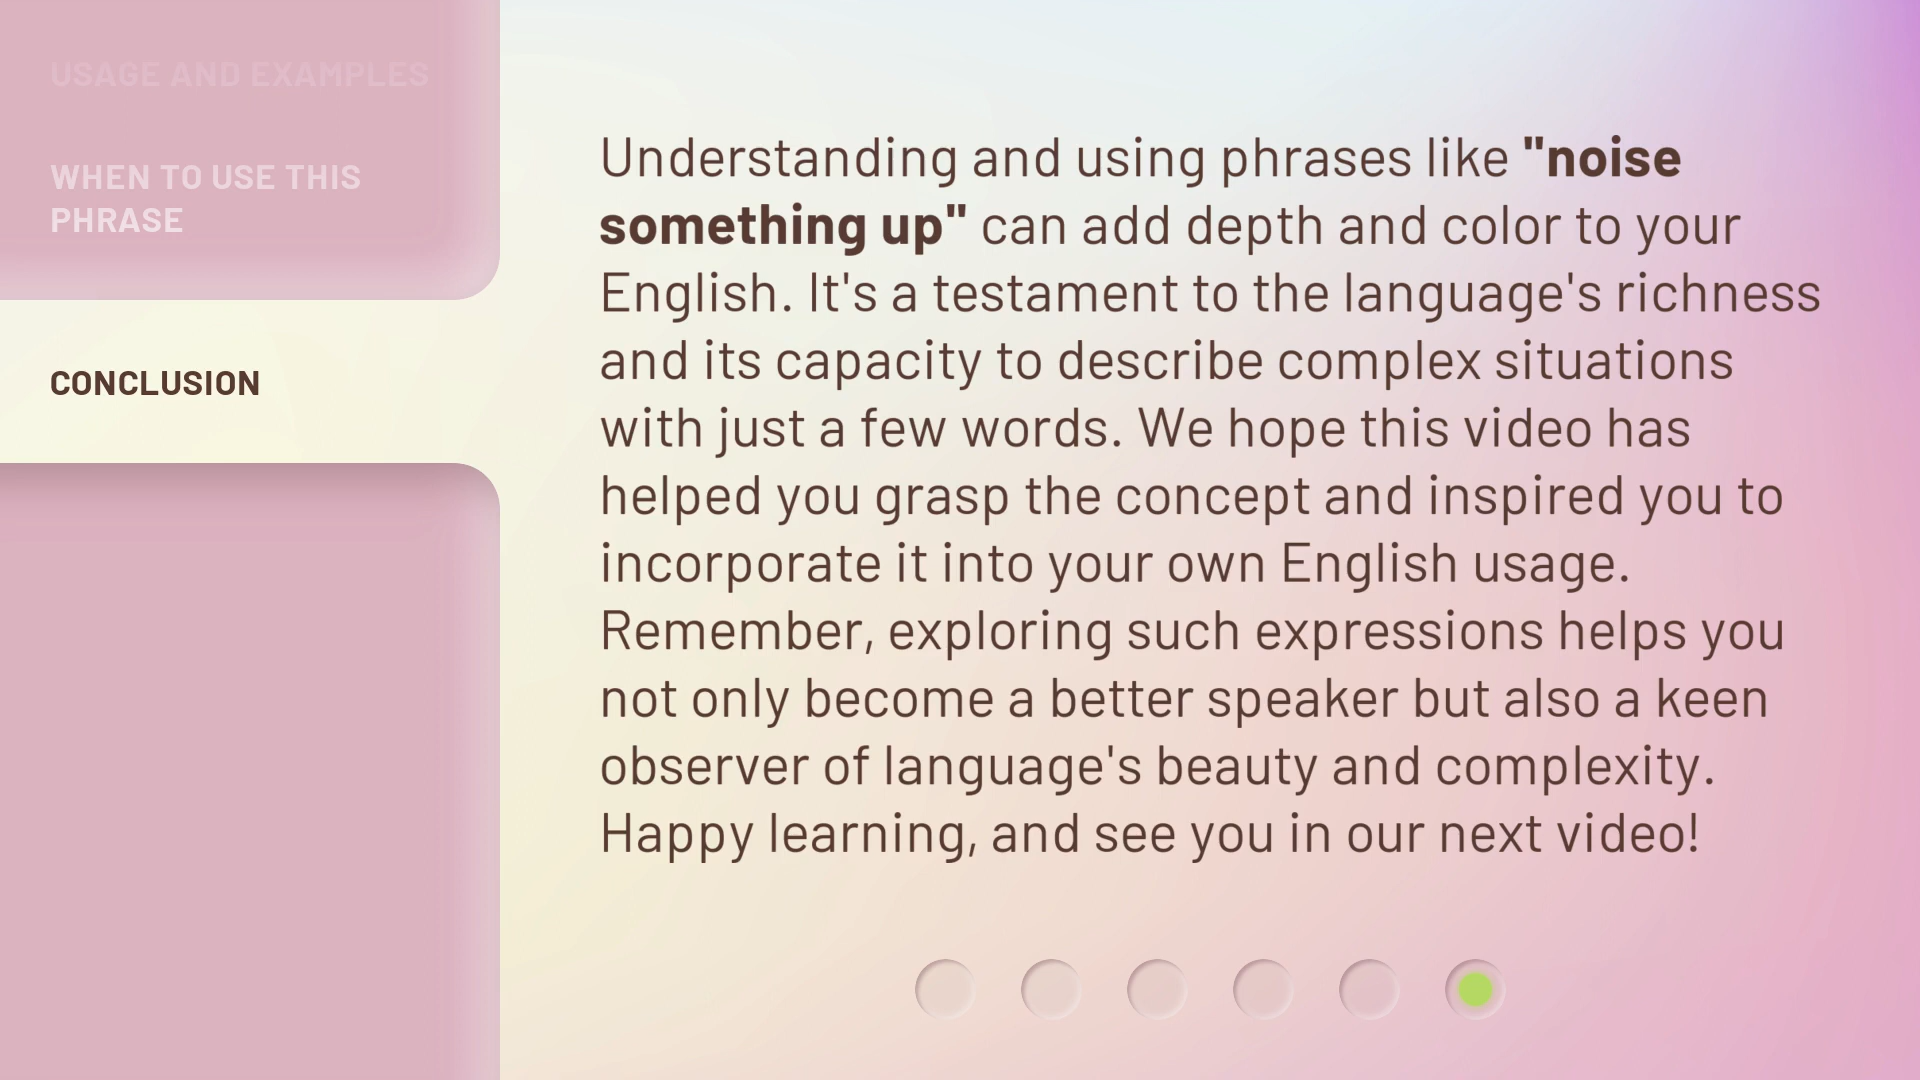 USAGE AND EXAMPLES
WHEN TO USE THIS
PHRASE
CONCLUSION
Understanding and using phrases like "noise
something up" can add depth and color to your
English. It's a testament to the language's richness
and its capacity to describe complex situations
with just a few words. We hope this video has
helped you grasp the concept and inspired you to
incorporate it into your own English usage.
Remember, exploring such expressions helps you
not only become a better speaker but also a keen
observer of language's beauty and complexity.
Happy learning, and see you in our next video!